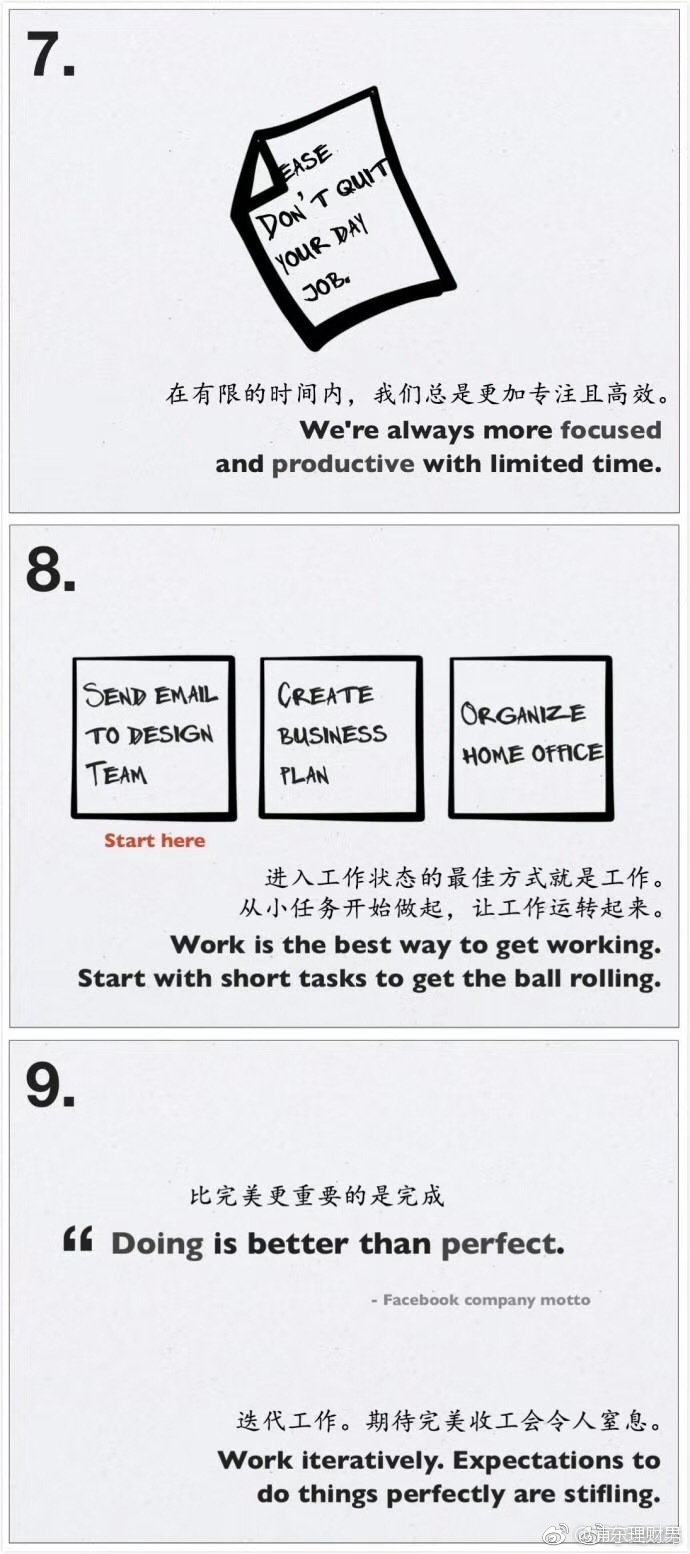 7.
EASE
DON'T QUIT
YOUR DAY
JOB.
在有限的时间内，我们总是更加专注且高效。
We're always more focused
and productive with limited time.
8.
SEND EMAIL
TO DESIGN
TEAM
CREATE
BUSINESS
PLAN
ORGANIZE
HOME OFFICE
Start here
进入工作状态的最佳方式就是工作。
从小任务开始做起，让工作运转起来。
Work is the best way to get working.
Start with short tasks to get the ball rolling.
9.
比完美更重要的是完成
“ Doing is better than perfect.
- Facebook company motto
迭代工作。期待完美收工会令人窒息。
Work iteratively. Expectations to
do things perfectly are stifling.
浦东理财男